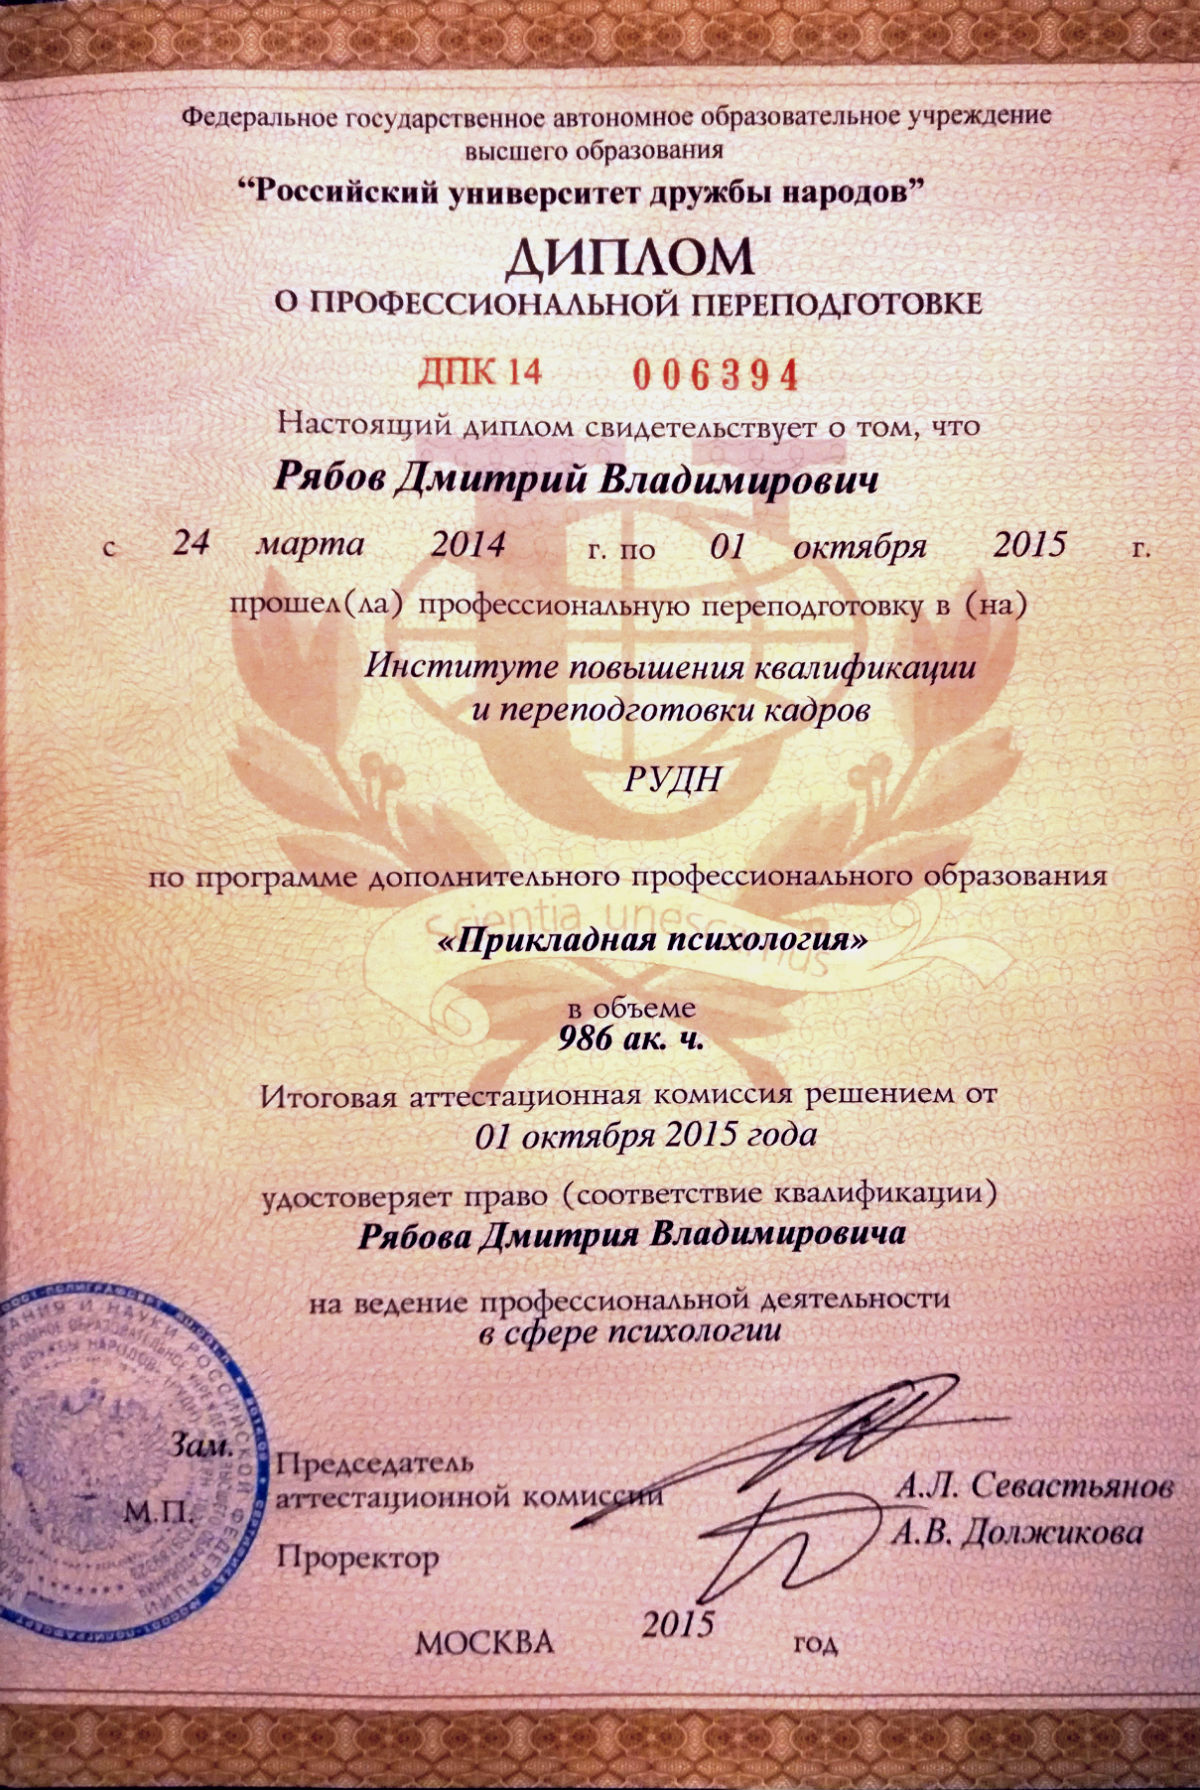 Федеральное государственное автономное образовательное учреждение
высшего образования
“Российский университет дружбы народов”
ДИПЛОМ
О ПРОФЕССИОНАЛЬНОЙ ПЕРЕПОДГОТОВКЕ
ДПК 14 006394
Настоящий диплом свидетельствует о том, что
Рябов Дмитрий Владимирович
с 24 марта 2014 г. по 01 октября 2015 г.
прошел(ла) профессиональную переподготовку в (на)
Институте повышения квалификации
и переподготовки кадров
РУДН
по программе дополнительного профессионального образования
Scientia unescamus
«Прикладная психология»
в объеме
986 ак. ч.
Итоговая аттестационная комиссия решением от
01 октября 2015 года
удостоверяет право (соответствие квалификации)
Рябова Дмитрия Владимировича
на ведение профессиональной деятельности
в сфере психологии
Зам. Председатель
аттестационной комиссии А.Л. Севастьянов
М.П.
Проректор А.В. Должикова
МОСКВА 2015 год